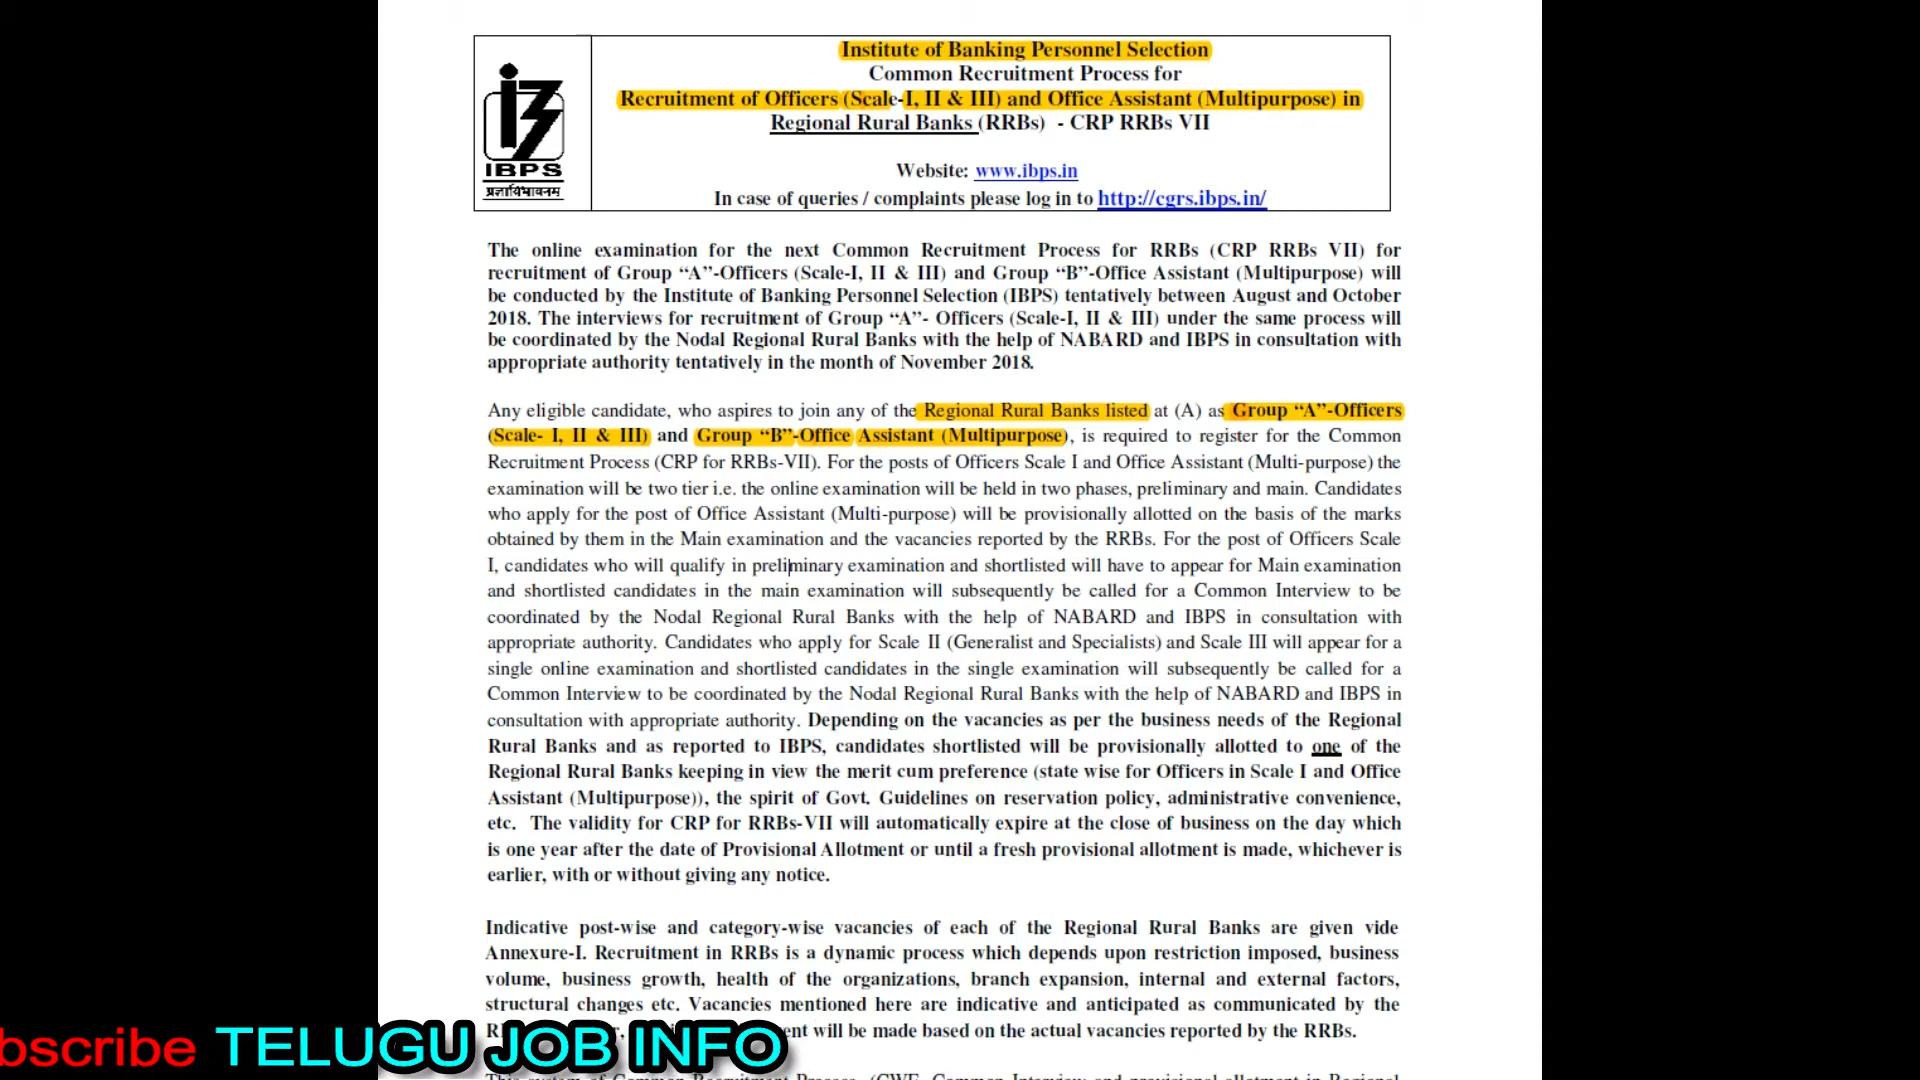 Institute of Banking Personnel Selection
Common Recruitment Process for
Recruitment of Officers (Scale-I, II & III) and Office Assistant (Multipurpose) in
Regional Rural Banks (RRBs) - CRP RRBs VII
IBPS
प्रज्ञाविभावनम्
Website: www.ibps.in
In case of queries / complaints please log in to http://cgrs.ibps.in/
The online examination for the next Common Recruitment Process for RRBs (CRP RRBs VII) for
recruitment of Group “A”-Officers (Scale-I, II & III) and Group “B”-Office Assistant (Multipurpose) will
be conducted by the Institute of Banking Personnel Selection (IBPS) tentatively between August and October
2018. The interviews for recruitment of Group “A”- Officers (Scale-I, II & III) under the same process will
be coordinated by the Nodal Regional Rural Banks with the help of NABARD and IBPS in consultation with
appropriate authority tentatively in the month of November 2018.
Any eligible candidate, who aspires to join any of the Regional Rural Banks listed at (A) as Group “A”-Officers
(Scale- I, II & III) and Group “B”-Office Assistant (Multipurpose), is required to register for the Common
Recruitment Process (CRP for RRBs-VII). For the posts of Officers Scale I and Office Assistant (Multi-purpose) the
examination will be two tier i.e. the online examination will be held in two phases, preliminary and main. Candidates
who apply for the post of Office Assistant (Multi-purpose) will be provisionally allotted on the basis of the marks
obtained by them in the Main examination and the vacancies reported by the RRBs. For the post of Officers Scale
I, candidates who will qualify in preliminary examination and shortlisted will have to appear for Main examination
and shortlisted candidates in the main examination will subsequently be called for a Common Interview to be
coordinated by the Nodal Regional Rural Banks with the help of NABARD and IBPS in consultation with
appropriate authority. Candidates who apply for Scale II (Generalist and Specialists) and Scale III will appear for a
single online examination and shortlisted candidates in the single examination will subsequently be called for a
Common Interview to be coordinated by the Nodal Regional Rural Banks with the help of NABARD and IBPS in
consultation with appropriate authority. Depending on the vacancies as per the business needs of the Regional
Rural Banks and as reported to IBPS, candidates shortlisted will be provisionally allotted to one of the
Regional Rural Banks keeping in view the merit cum preference (state wise for Officers in Scale I and Office
Assistant (Multipurpose)), the spirit of Govt. Guidelines on reservation policy, administrative convenience,
etc. The validity for CRP for RRBs-VII will automatically expire at the close of business on the day which
is one year after the date of Provisional Allotment or until a fresh provisional allotment is made, whichever is
earlier, with or without giving any notice.
Indicative post-wise and category-wise vacancies of each of the Regional Rural Banks are given vide
Annexure-I. Recruitment in RRBs is a dynamic process which depends upon restriction imposed, business
volume, business growth, health of the organizations, branch expansion, internal and external factors,
structural changes etc. Vacancies mentioned here are indicative and anticipated as communicated by the
will be made based on the actual vacancies reported by the RRBs.
bscribe TELUGU JOB INFO